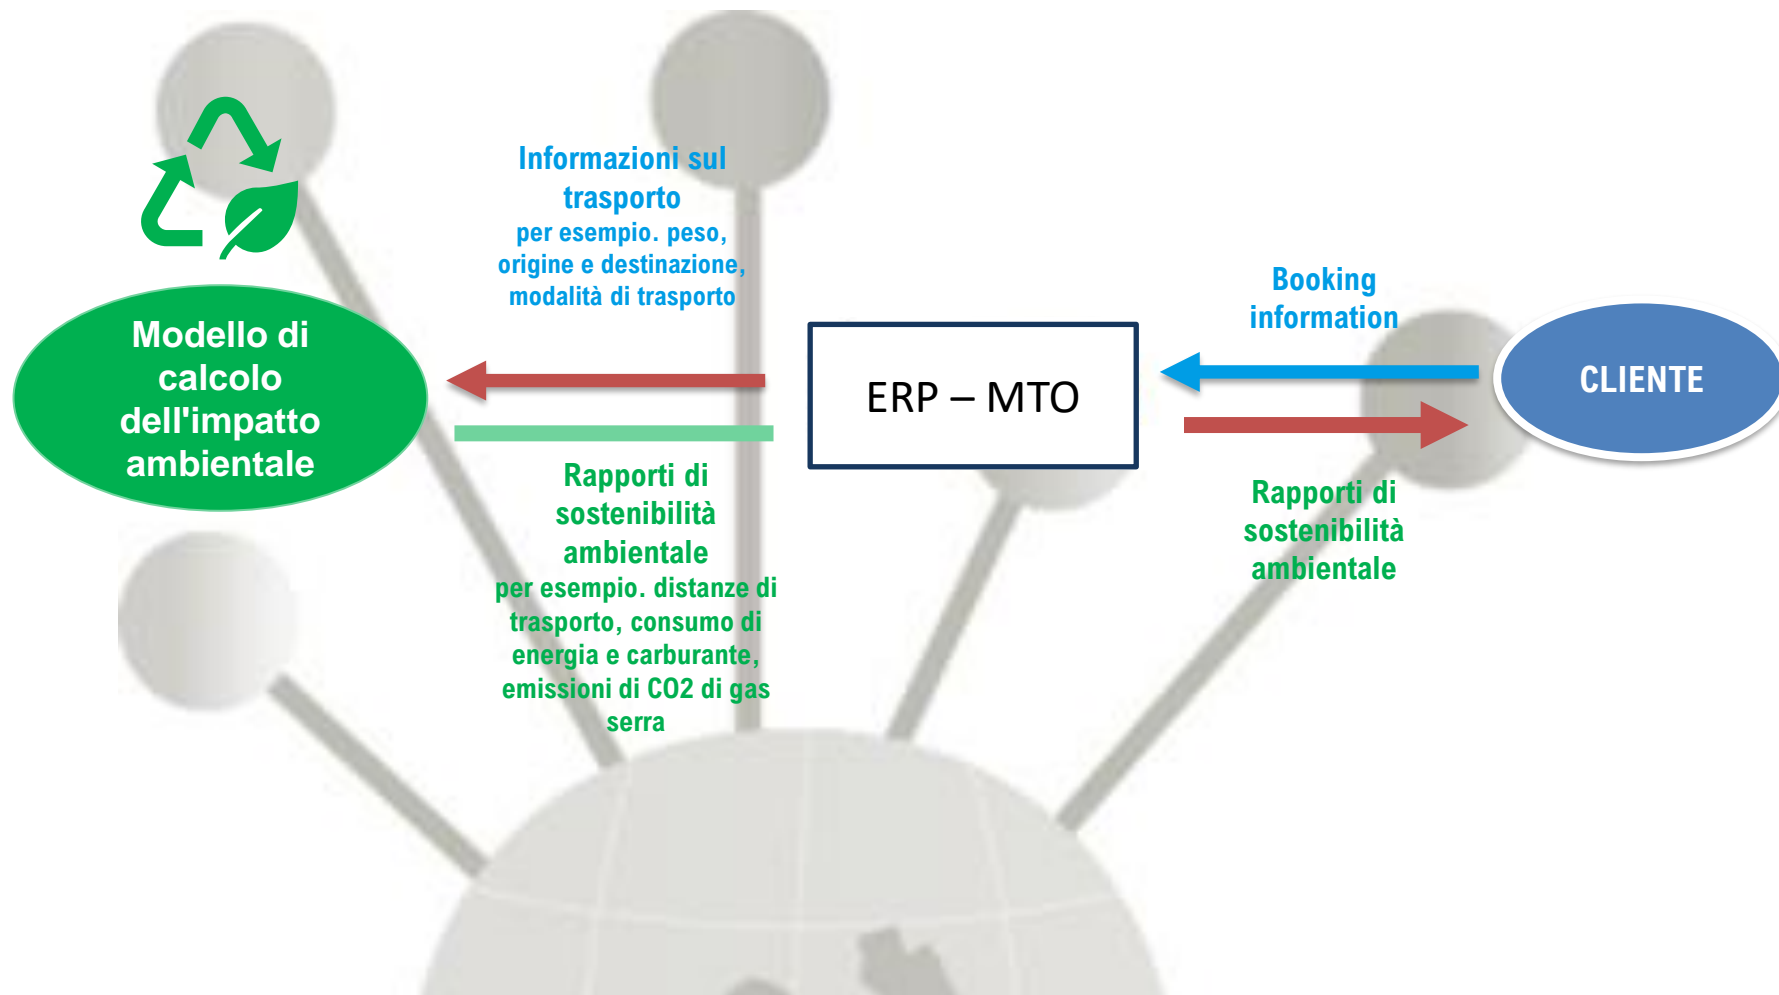 Informazioni sul
trasporto
per esempio. peso,
origine e destinazione,
modalità di trasporto
Booking
information
Modello di
calcolo
dell'impatto
ambientale
ERP – MTO
CLIENTE
Rapporti di
sostenibilità
ambientale
per esempio. distanze di
trasporto, consumo di
energia e carburante,
emissioni di CO2 di gas
serra
Rapporti di
sostenibilità
ambientale